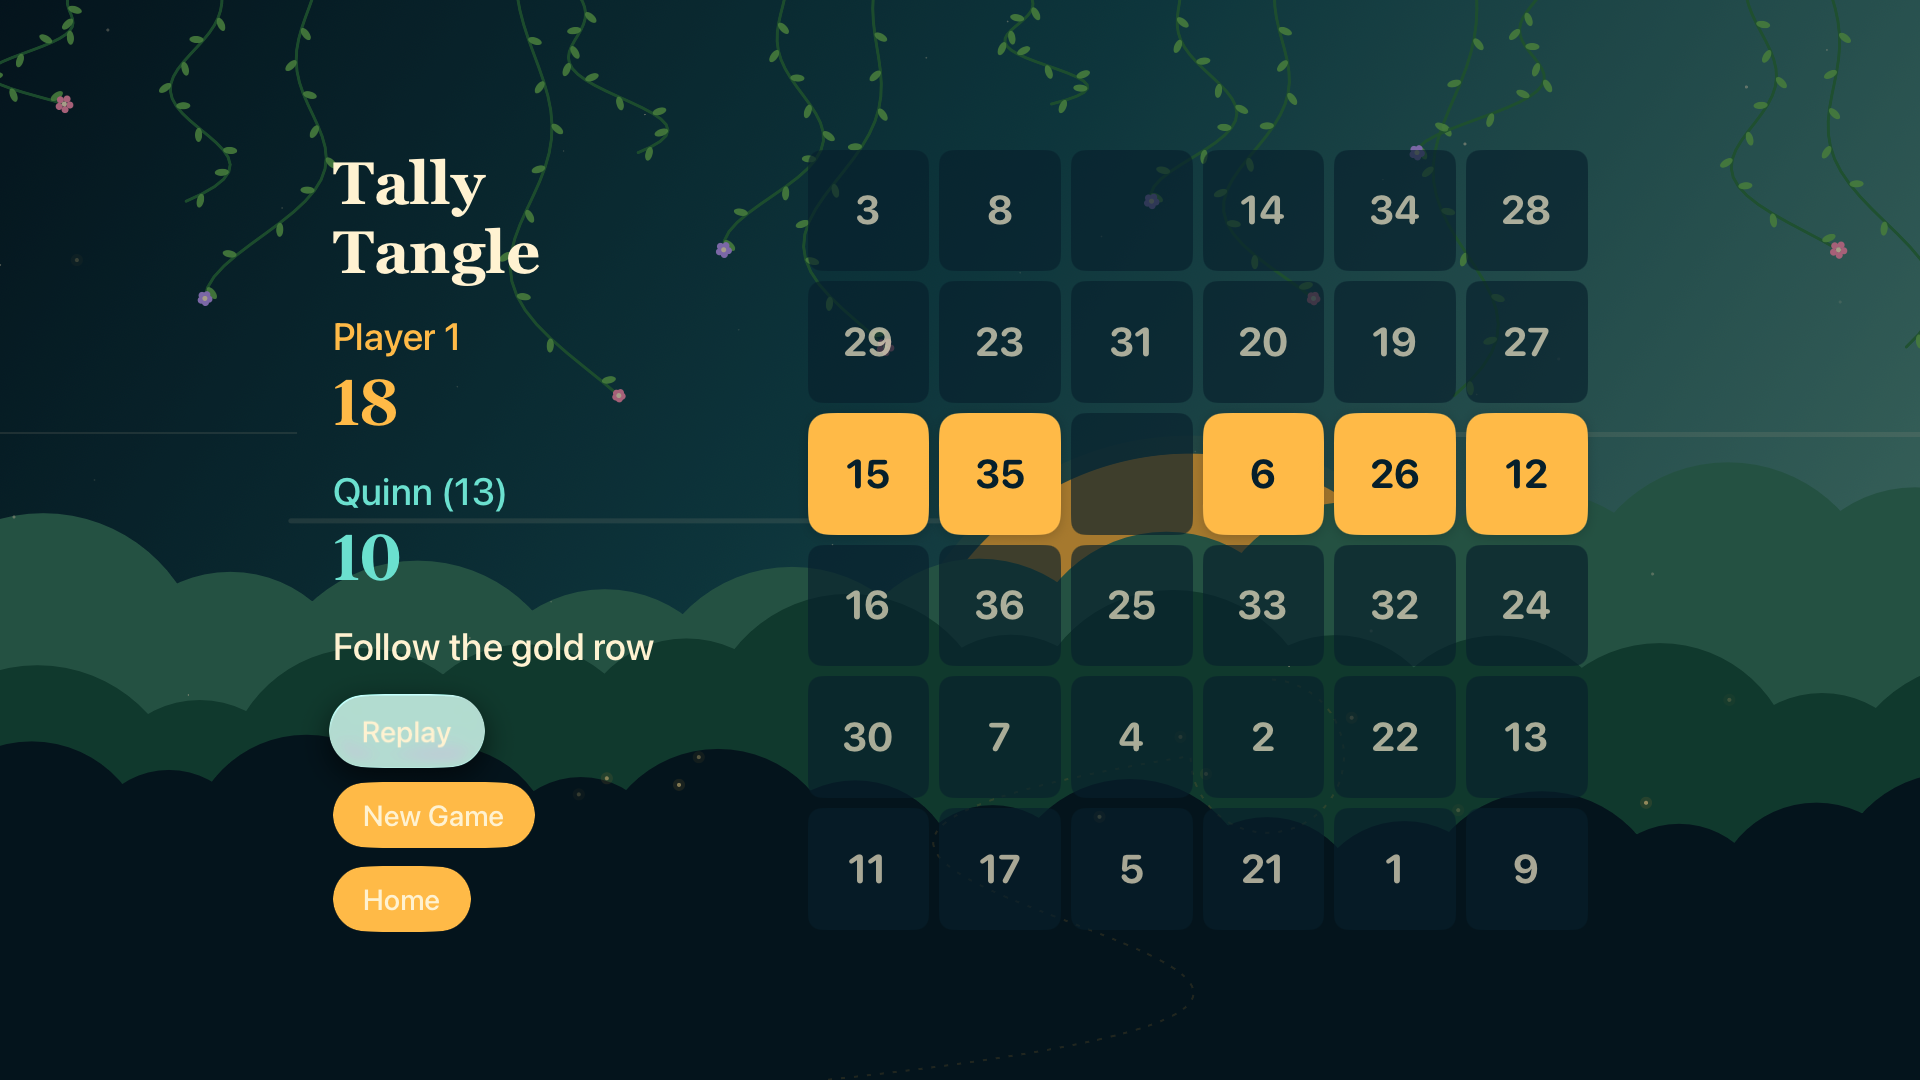 Tally
Tangle
Player 1
18
Quinn (13)
10
Follow the gold row
Replay
New Game
Home
3 8 14 34 28
29 23 31 20 19 27
15 35 6 26 12
16 36 25 33 32 24
30 7 4 2 22 13
11 17 5 21 1 9